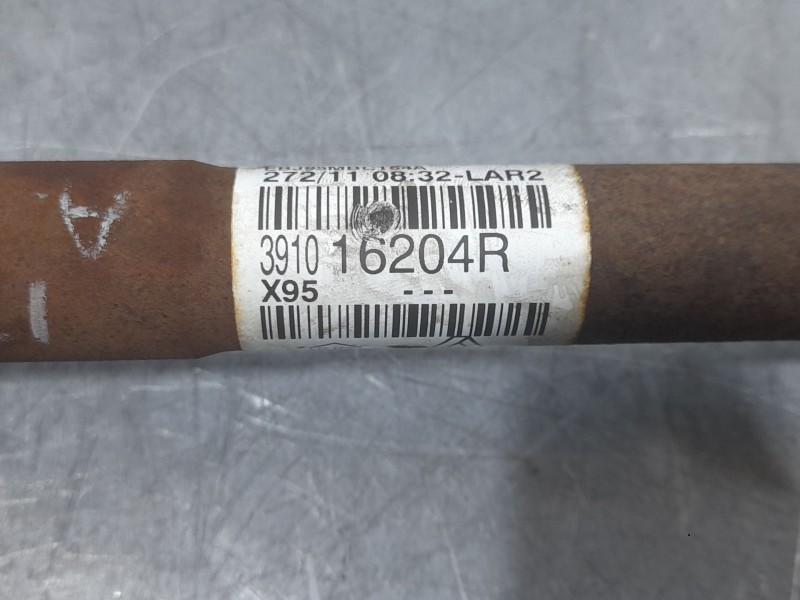 272/11 08:32-LAR2
3910 16204R
X95 ---
A